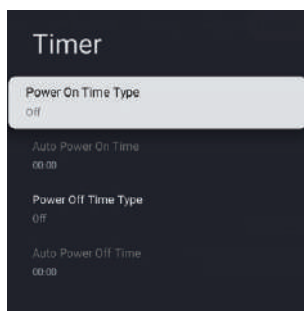 Timer
Power On Time Type
Off
Auto Power On Time
00:00
Power Off Time Type
Off
Auto Power Off Time
00:00